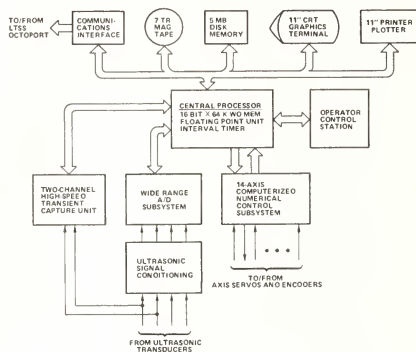 TO/FROM
LTSS
OCTOPORT
COMMUNI-
CATIONS
INTERFACE
7 TR
MAG
TAPE
5 MB
DISK
MEMORY
11" CRT
GRAPHICS
TERMINAL
11" PRINTER
PLOTTER
CENTRAL PROCESSOR
16 BIT X 64 K WD MEM
FLOATING POINT UNIT
INTERVAL TIMER
OPERATOR
CONTROL
STATION
TWO-CHANNEL
HIGH-SPEED
TRANSIENT
CAPTURE UNIT
WIDE RANGE
A/D
SUBSYSTEM
14-AXIS
COMPUTERIZED
NUMERICAL
CONTROL
SUBSYSTEM
ULTRASONIC
SIGNAL
CONDITIONING
TO/FROM
AXIS SERVOS AND ENCODERS
FROM ULTRASONIC
TRANSDUCERS